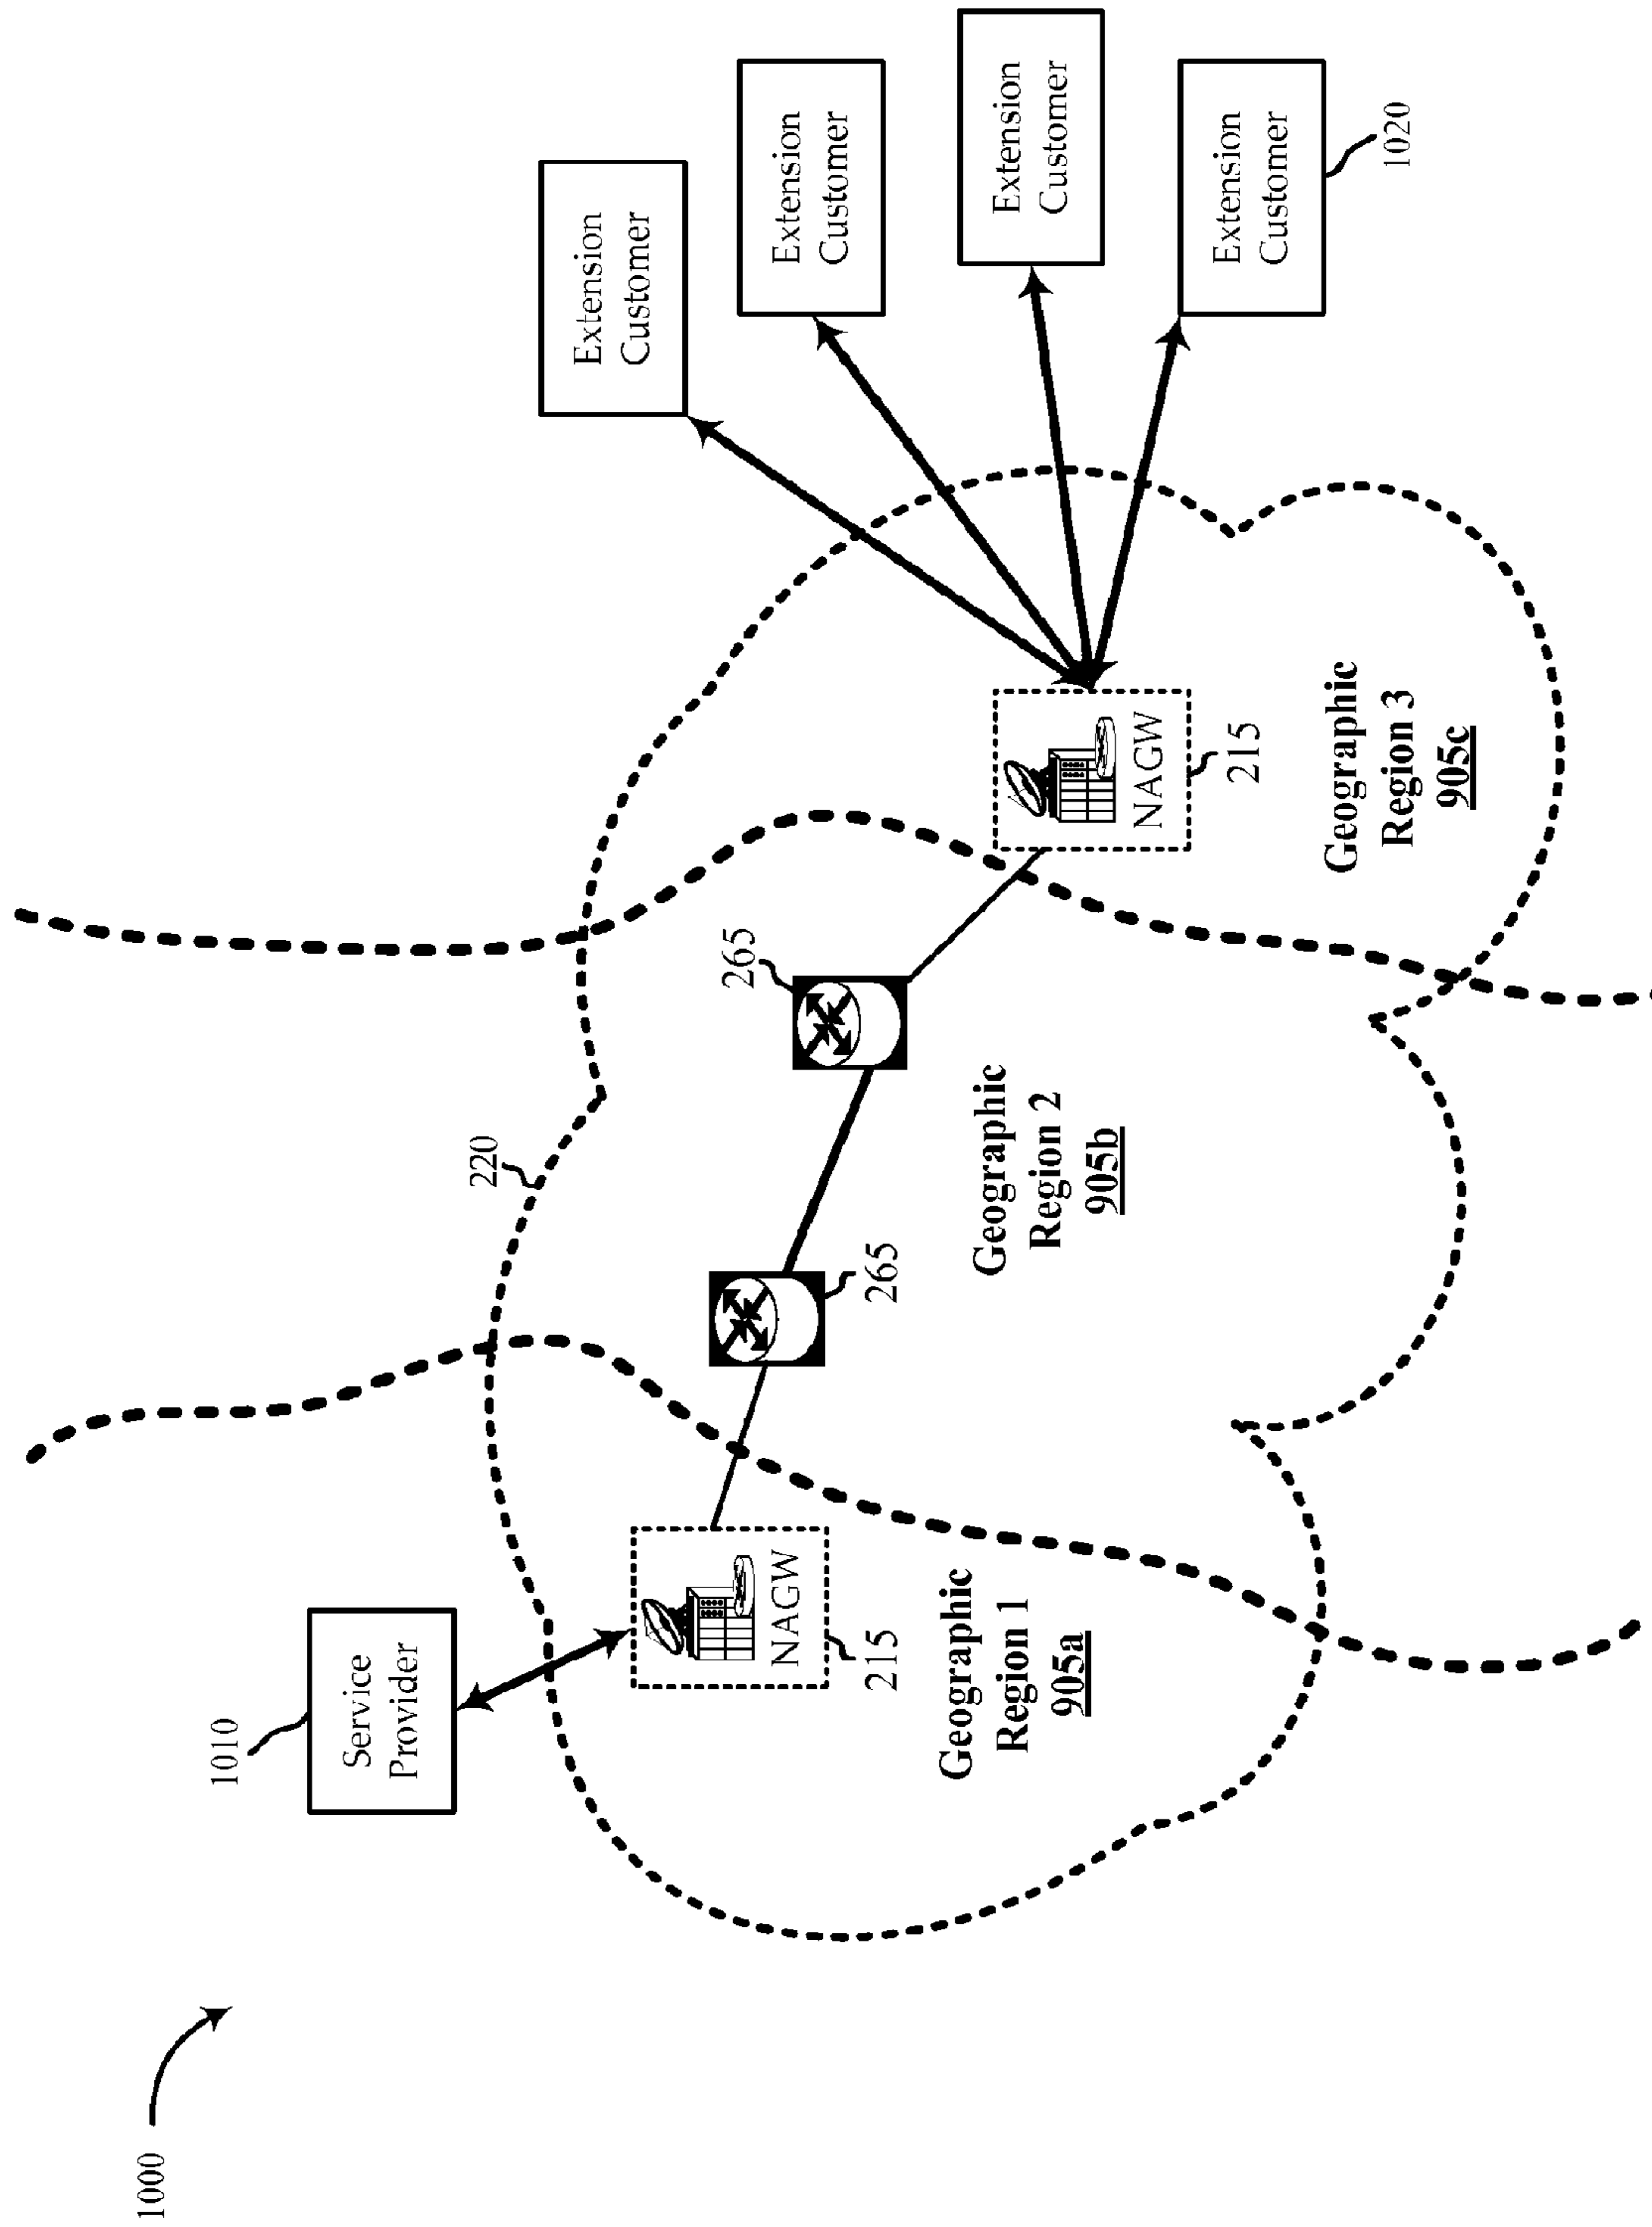 1000
1010
Service
Provider
220
265
265
NAGW
215
NAGW
215
Geographic
Region 1
905a
Geographic
Region 2
905b
Geographic
Region 3
905c
Extension
Customer
Extension
Customer
Extension
Customer
Extension
Customer
1020